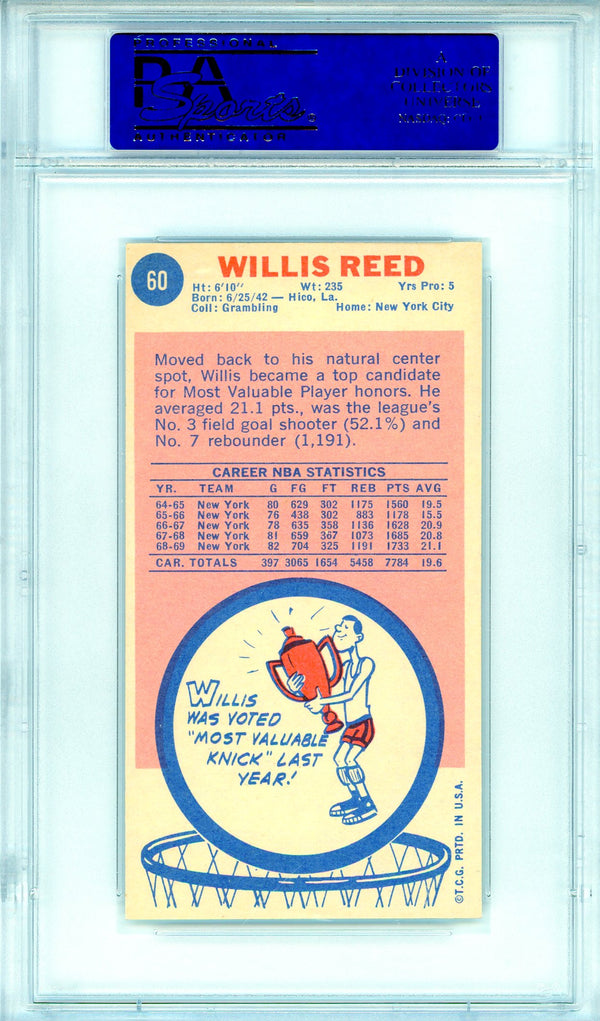 PROFESSIONAL
PSA
Sports
AUTHENTICATOR
A
DIVISION OF
COLLECTORS
UNIVERSE
60
WILLIS REED
Ht: 6'10" Wt: 235 Yrs Pro: 5
Born: 6/25/42 — Hico, La.
Coll: Grambling Home: New York City
Moved back to his natural center
spot, Willis became a top candidate
for Most Valuable Player honors. He
averaged 21.1 pts., was the league's
No. 3 field goal shooter (52.1%) and
No. 7 rebounder (1,191).
CAREER NBA STATISTICS
YR. TEAM G FG FT REB PTS AVG
64-65 New York 80 629 302 1175 1560 19.5
65-66 New York 76 438 302 883 1178 15.5
66-67 New York 78 635 358 1136 1628 20.9
67-68 New York 81 659 367 1073 1685 20.8
68-69 New York 82 704 325 1191 1733 21.1
CAR. TOTALS 397 3065 1654 5458 7784 19.6
WILLIS
WAS VOTED
"MOST VALUABLE
KNICK" LAST
YEAR!
©T.C.G. PRTD. IN U.S.A.